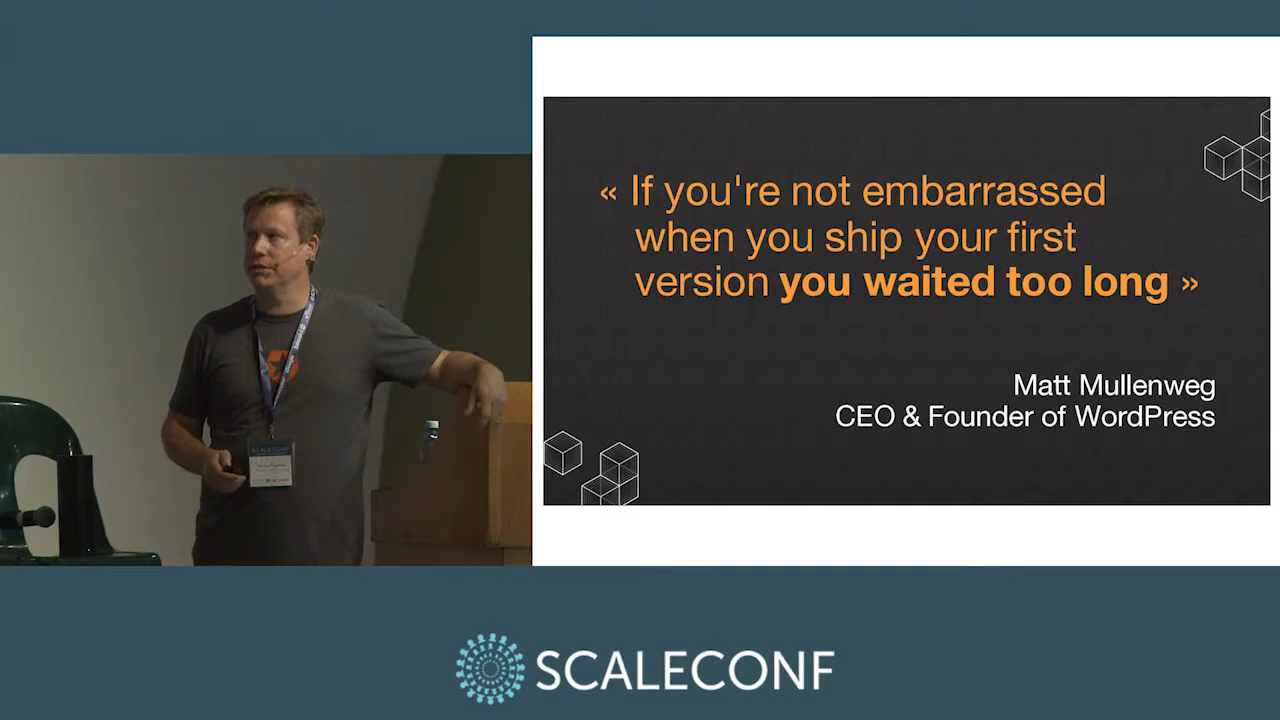 « If you're not embarrassed
when you ship your first
version you waited too long »
Matt Mullenweg
CEO & Founder of WordPress
SCALECONF
SCALECONF